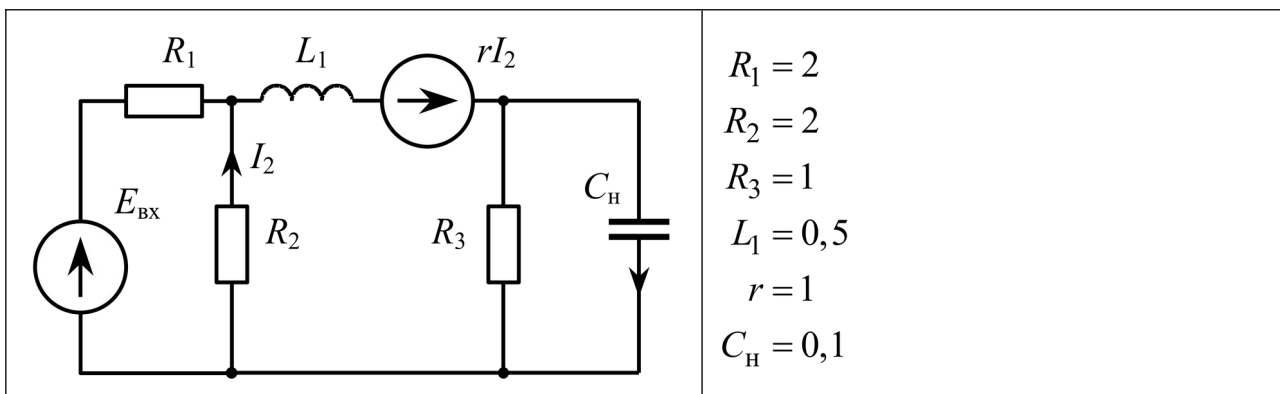 R₁ L₁ rI₂
I₂
Eвх R₂ R₃ Cн
R₁ = 2
R₂ = 2
R₃ = 1
L₁ = 0,5
r = 1
Cн = 0,1